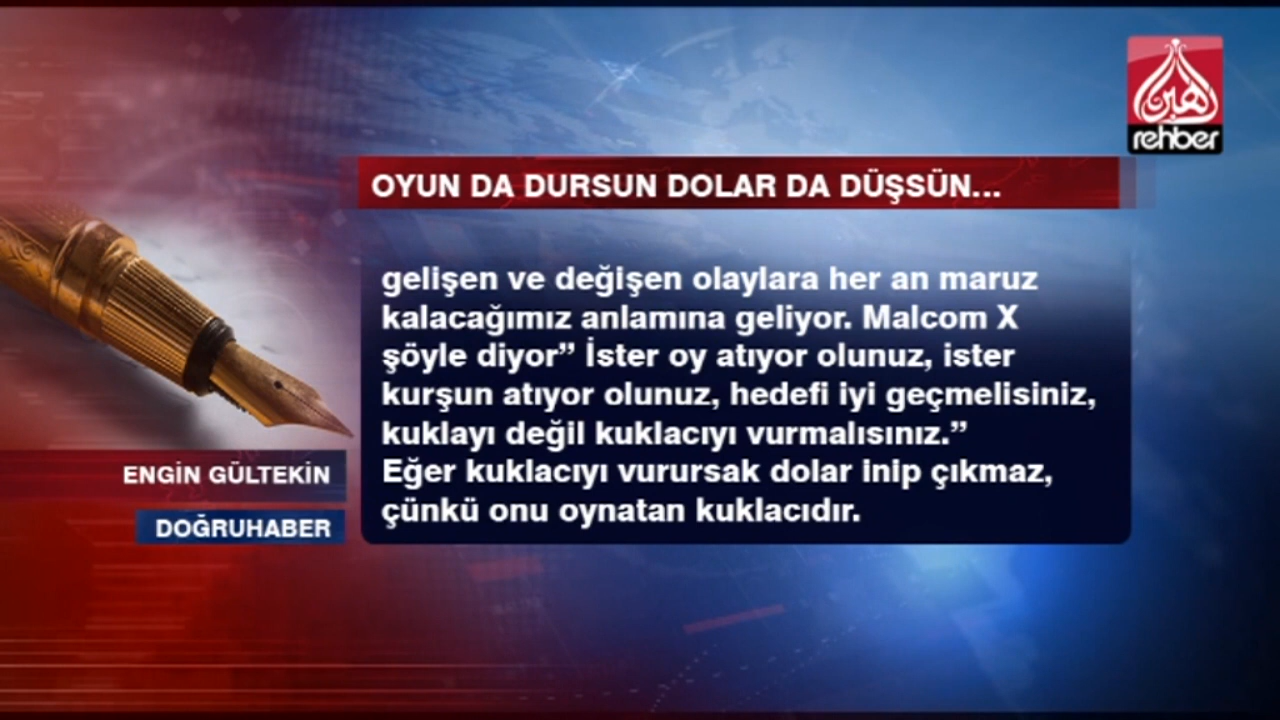 رهبر
rehber
OYUN DA DURSUN DOLAR DA DÜŞSÜN...
gelişen ve değişen olaylara her an maruz
kalacağımız anlamına geliyor. Malcom X
şöyle diyor” İster oy atıyor olunuz, ister
kurşun atıyor olunuz, hedefi iyi geçmelisiniz,
kuklayı değil kuklacıyı vurmalısınız.”
Eğer kuklacıyı vurursak dolar inip çıkmaz,
çünkü onu oynatan kuklacıdır.
ENGİN GÜLTEKİN
DOĞRUHABER